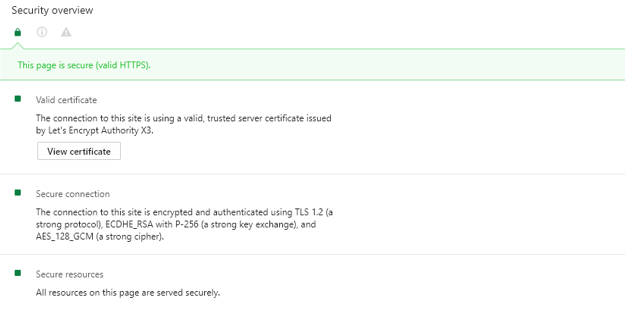 Security overview
This page is secure (valid HTTPS).
Valid certificate
The connection to this site is using a valid, trusted server certificate issued
by Let's Encrypt Authority X3.
View certificate
Secure connection
The connection to this site is encrypted and authenticated using TLS 1.2 (a
strong protocol), ECDHE_RSA with P-256 (a strong key exchange), and
AES_128_GCM (a strong cipher).
Secure resources
All resources on this page are served securely.